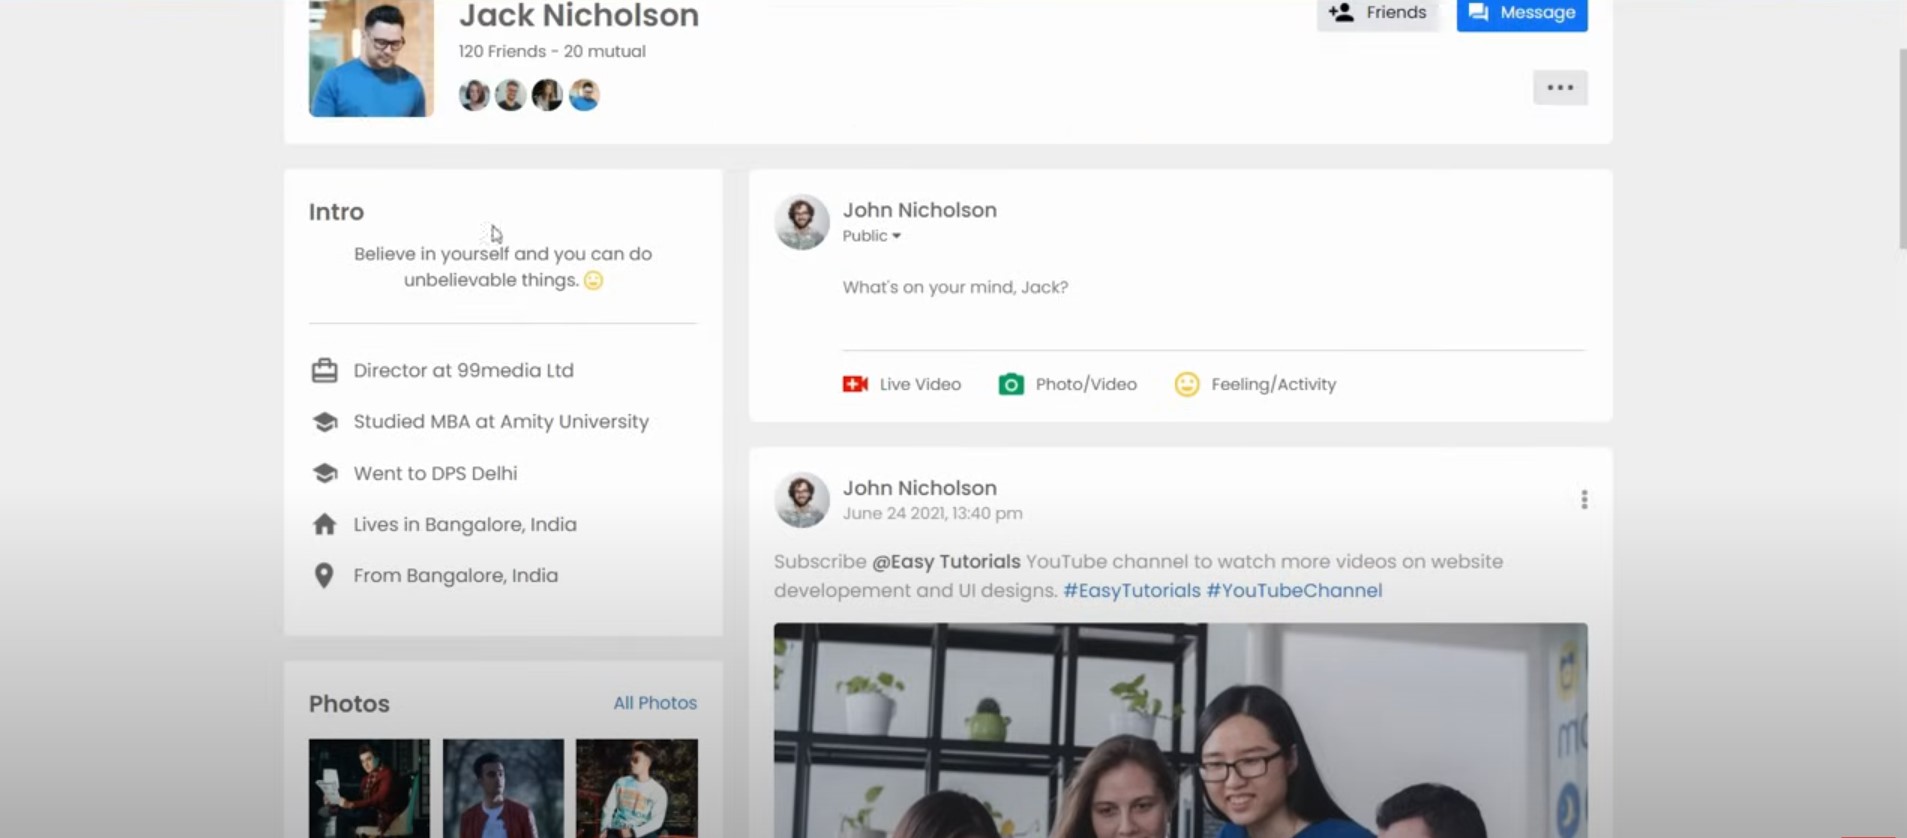 Jack Nicholson
120 Friends - 20 mutual
Friends
Message
Intro
Believe in yourself and you can do
unbelievable things.
Director at 99media Ltd
Studied MBA at Amity University
Went to DPS Delhi
Lives in Bangalore, India
From Bangalore, India
Photos
All Photos
John Nicholson
Public
What's on your mind, Jack?
Live Video
Photo/Video
Feeling/Activity
John Nicholson
June 24 2021, 13:40 pm
Subscribe @Easy Tutorials YouTube channel to watch more videos on website
developement and UI designs. #EasyTutorials #YouTubeChannel